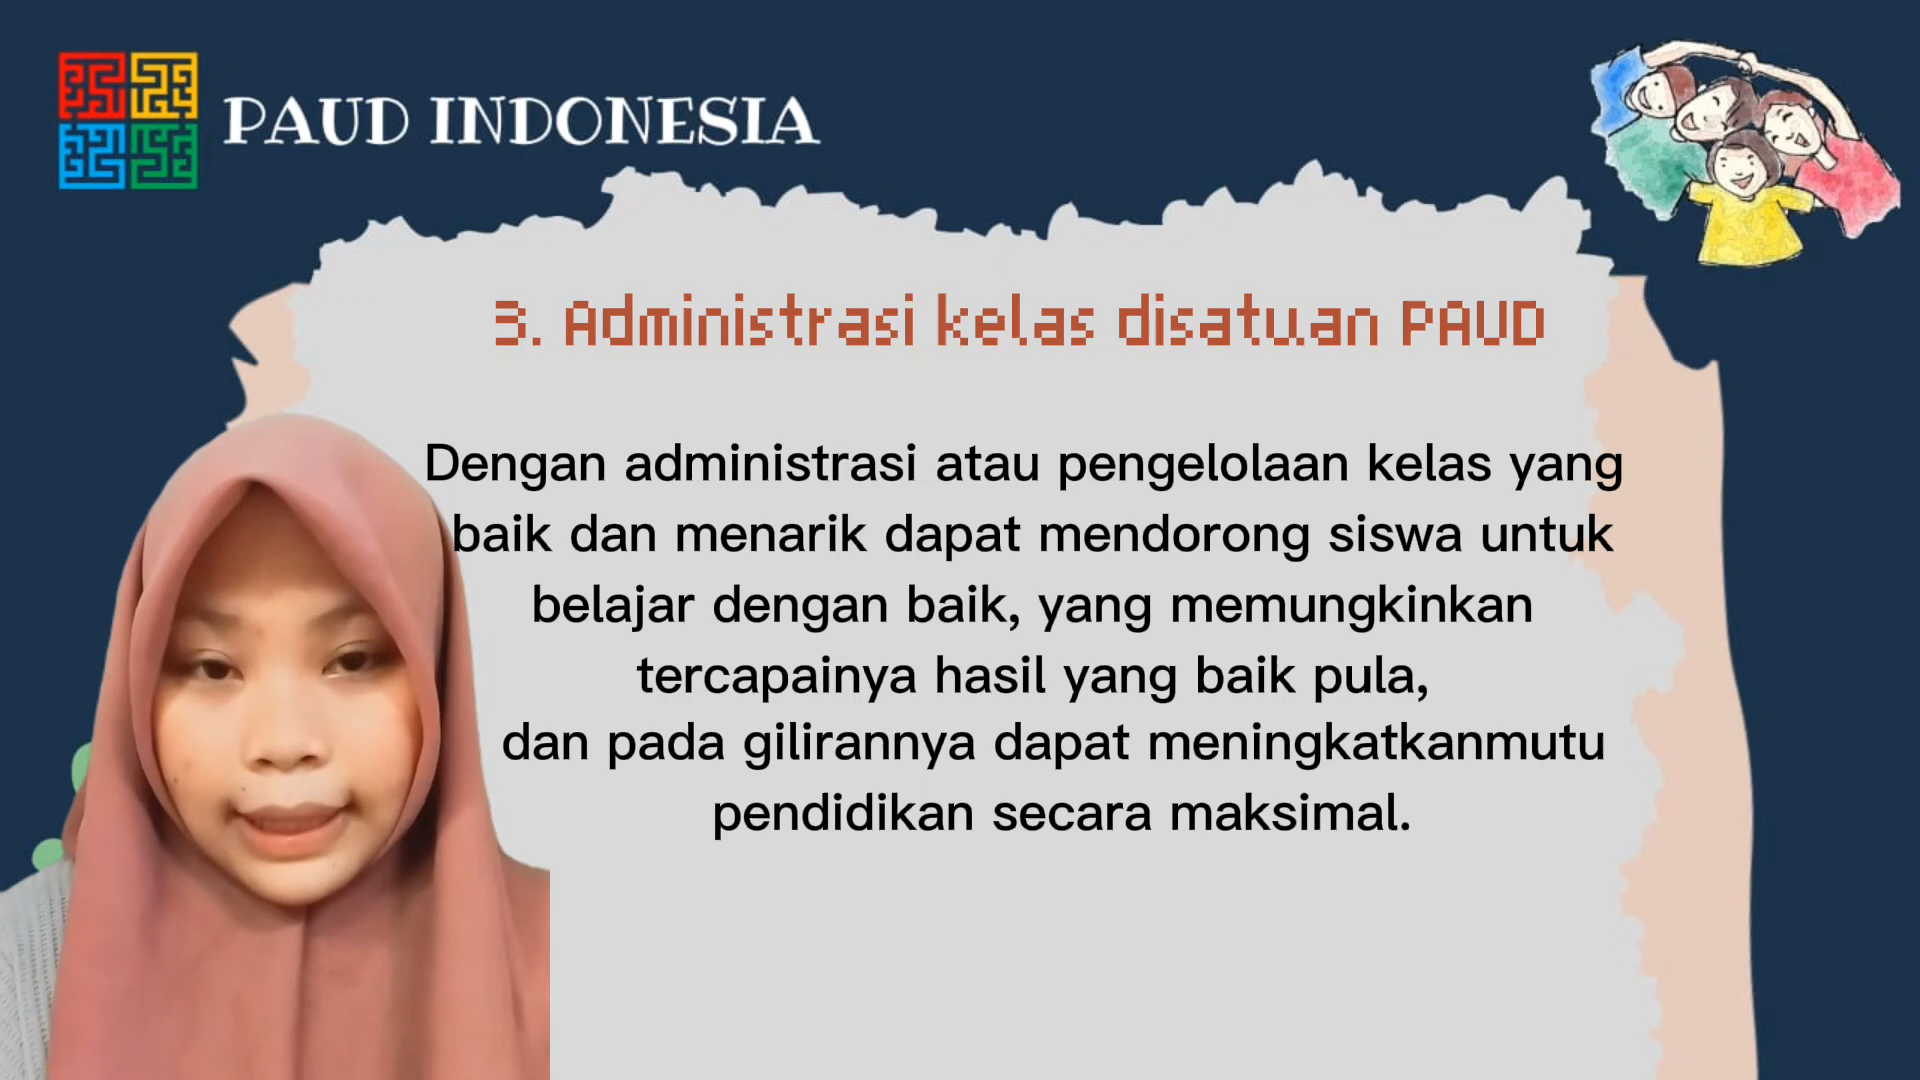 PAUD INDONESIA
3. Administrasi kelas disatuan PAUD
Dengan administrasi atau pengelolaan kelas yang
baik dan menarik dapat mendorong siswa untuk
belajar dengan baik, yang memungkinkan
tercapainya hasil yang baik pula,
dan pada gilirannya dapat meningkatkanmutu
pendidikan secara maksimal.